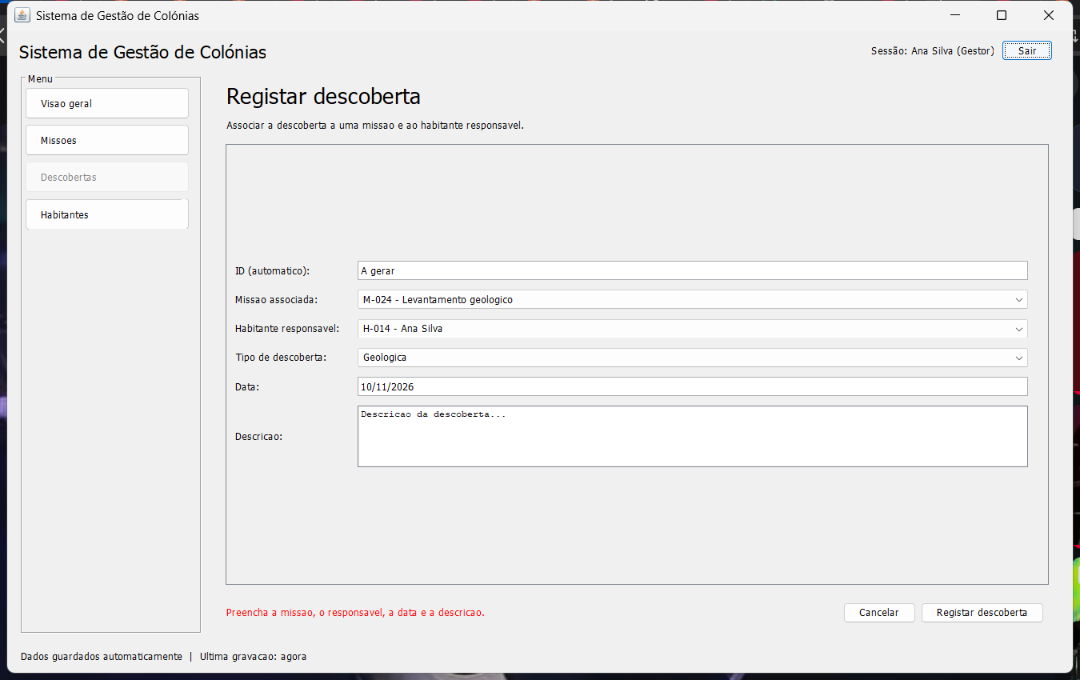 Sistema de Gestão de Colónias
Sistema de Gestão de Colónias
Sessão: Ana Silva (Gestor)
Sair
Menu
Visao geral
Missoes
Descobertas
Habitantes
Registar descoberta
Associar a descoberta a uma missao e ao habitante responsavel.
ID (automatico): A gerar
Missao associada: M-024 - Levantamento geologico
Habitante responsavel: H-014 - Ana Silva
Tipo de descoberta: Geologica
Data: 10/11/2026
Descricao: Descricao da descoberta...
Preencha a missao, o responsavel, a data e a descricao.
Cancelar
Registar descoberta
Dados guardados automaticamente | Ultima gravacao: agora